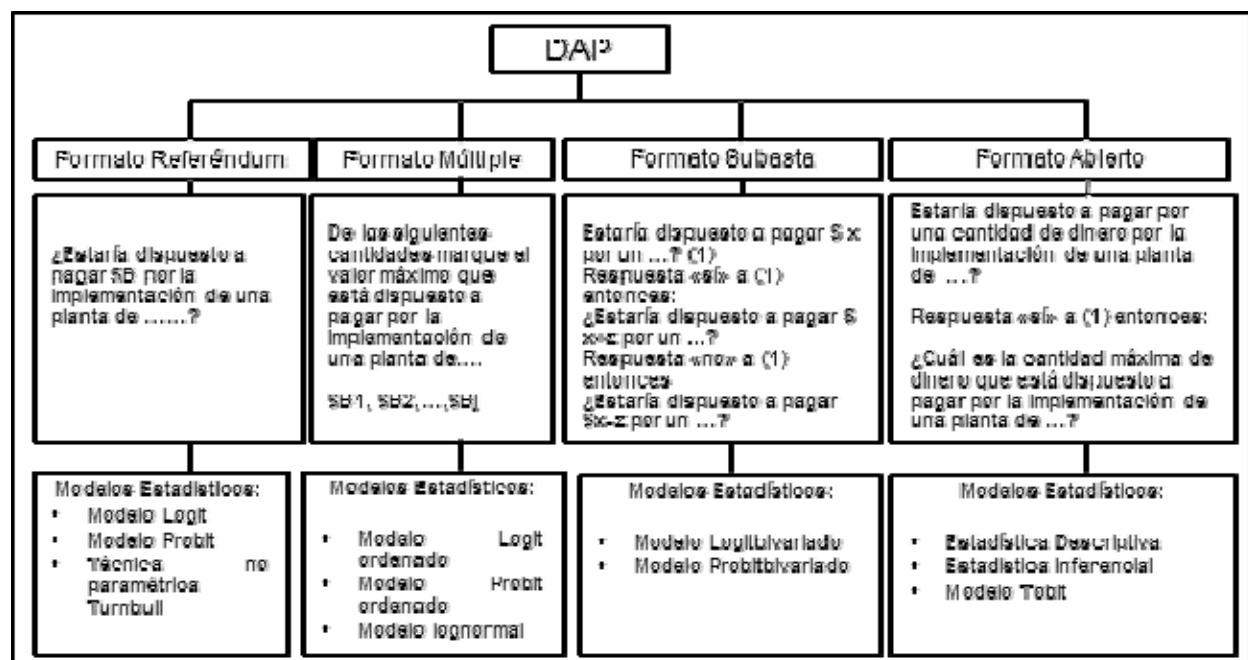 DAP
Formato Referéndum
Formato Múltiple
Formato Subasta
Formato Abierto
¿Estaría dispuesto a
pagar $B por la
implementación de una
planta de .......?
De las siguientes
cantidades marque el
valor máximo que
está dispuesto a
pagar por la
implementación de
una planta de....
$B1, $B2,...,$BJ
Estaría dispuesto a pagar $ x
por un ...? (1)
Respuesta «sí» a (1)
entonces:
¿Estaría dispuesto a pagar $
x+z por un ...?
Respuesta «no» a (1)
entonces
¿Estaría dispuesto a pagar
$x-z por un ...?
Estaría dispuesto a pagar por
una cantidad de dinero por la
implementación de una planta
de ....?
Respuesta «sí» a (1) entonces:
¿Cuál es la cantidad máxima de
dinero que está dispuesto a
pagar por la implementación de
una planta de ...?
Modelos Estadísticos:
• Modelo Logit
• Modelo Probit
• Técnica no
paramétrica
Turnbull
Modelos Estadísticos:
• Modelo Logit
ordenado
• Modelo Probit
ordenado
• Modelo lognormal
Modelos Estadísticos:
• Modelo Logitbivariado
• Modelo Probitbivariado
Modelos Estadísticos:
• Estadística Descriptiva
• Estadística Inferencial
• Modelo Tobit